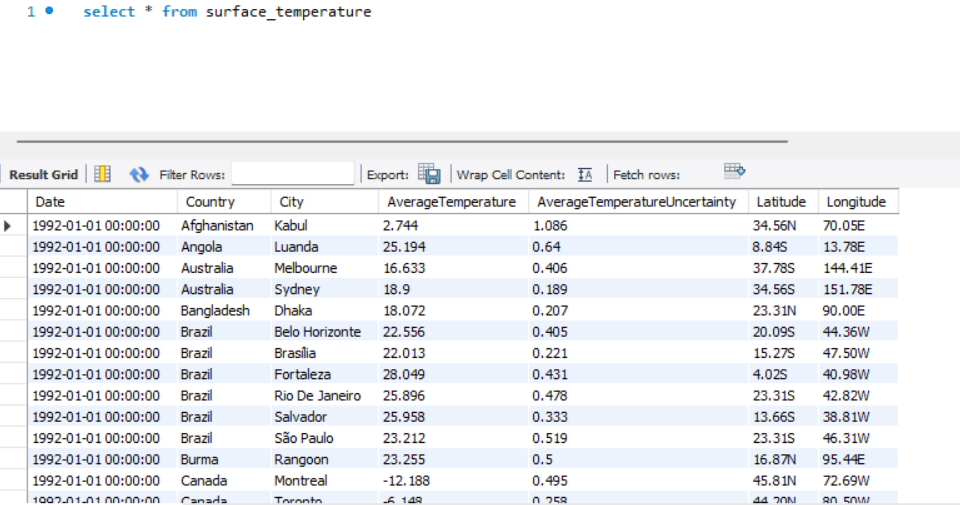 1 select * from surface_temperature
Result Grid Filter Rows: Export: Wrap Cell Content: IA Fetch rows:
Date Country City AverageTemperature AverageTemperatureUncertainty Latitude Longitude
1992-01-01 00:00:00 Afghanistan Kabul 2.744 1.086 34.56N 70.05E
1992-01-01 00:00:00 Angola Luanda 25.194 0.64 8.84S 13.78E
1992-01-01 00:00:00 Australia Melbourne 16.633 0.406 37.78S 144.41E
1992-01-01 00:00:00 Australia Sydney 18.9 0.189 34.56S 151.78E
1992-01-01 00:00:00 Bangladesh Dhaka 18.072 0.207 23.31N 90.00E
1992-01-01 00:00:00 Brazil Belo Horizonte 22.556 0.405 20.09S 44.36W
1992-01-01 00:00:00 Brazil Brasília 22.013 0.221 15.27S 47.50W
1992-01-01 00:00:00 Brazil Fortaleza 28.049 0.431 4.02S 40.98W
1992-01-01 00:00:00 Brazil Rio De Janeiro 25.896 0.478 23.31S 42.82W
1992-01-01 00:00:00 Brazil Salvador 25.958 0.333 13.66S 38.81W
1992-01-01 00:00:00 Brazil São Paulo 23.212 0.519 23.31S 46.31W
1992-01-01 00:00:00 Burma Rangoon 23.255 0.5 16.87N 95.44E
1992-01-01 00:00:00 Canada Montreal -12.188 0.495 45.81N 72.69W
1992-01-01 00:00:00 Canada Toronto -6.148 0.258 44.20N 80.50W